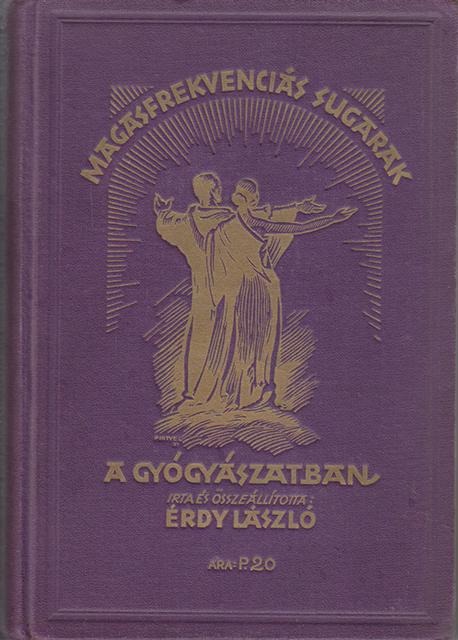 MAGASFREKVENCIÁS SUGARAK
A GYÓGYÁSZATBAN
IRTA ÉS ÖSSZEÁLLÍTOTTA:
ÉRDY LÁSZLÓ
ÁRA: P. 20